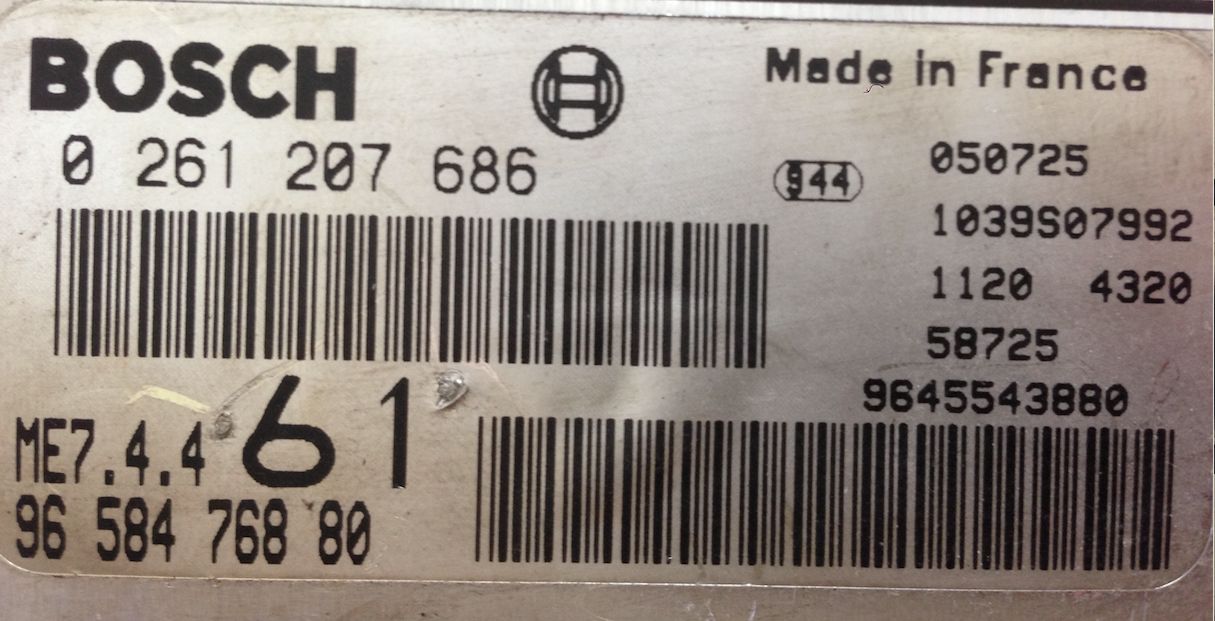 BOSCH
Made in France
0 261 207 686
944
050725
1039S07992
1120 4320
58725
9645543880
61
ME7.4.4
96 584 768 80